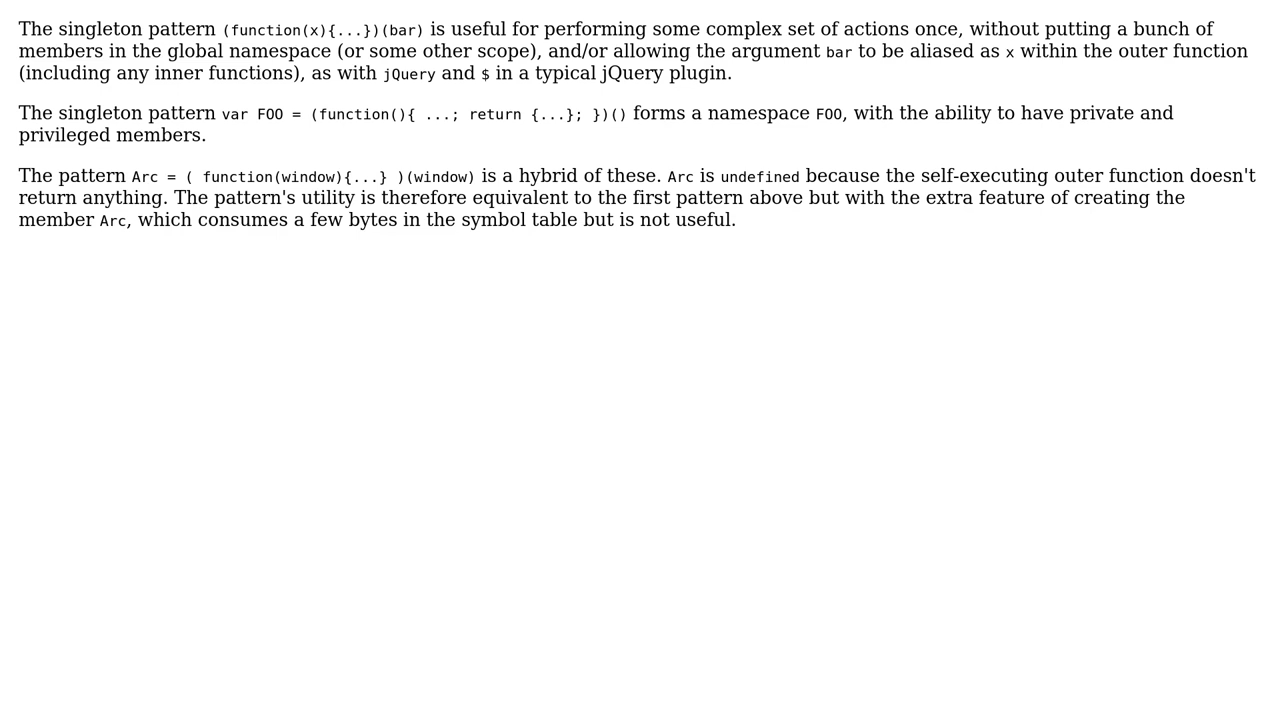 The singleton pattern (function(x){...})(bar) is useful for performing some complex set of actions once, without putting a bunch of
members in the global namespace (or some other scope), and/or allowing the argument bar to be aliased as x within the outer function
(including any inner functions), as with jQuery and $ in a typical jQuery plugin.
The singleton pattern var FOO = (function(){ ...; return {...}; })() forms a namespace FOO, with the ability to have private and
privileged members.
The pattern Arc = ( function(window){...} )(window) is a hybrid of these. Arc is undefined because the self-executing outer function doesn't
return anything. The pattern's utility is therefore equivalent to the first pattern above but with the extra feature of creating the
member Arc, which consumes a few bytes in the symbol table but is not useful.